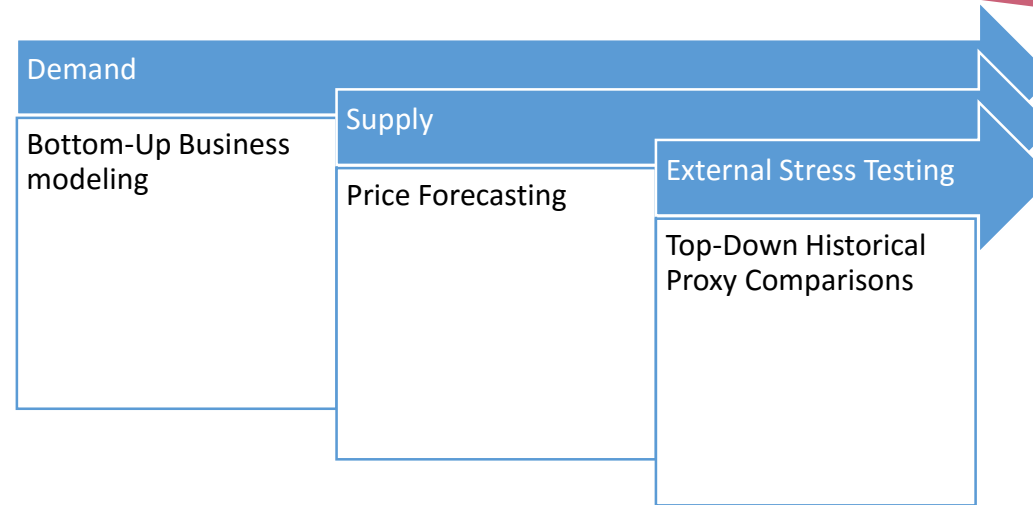 Demand
Bottom-Up Business
modeling
Supply
Price Forecasting
External Stress Testing
Top-Down Historical
Proxy Comparisons